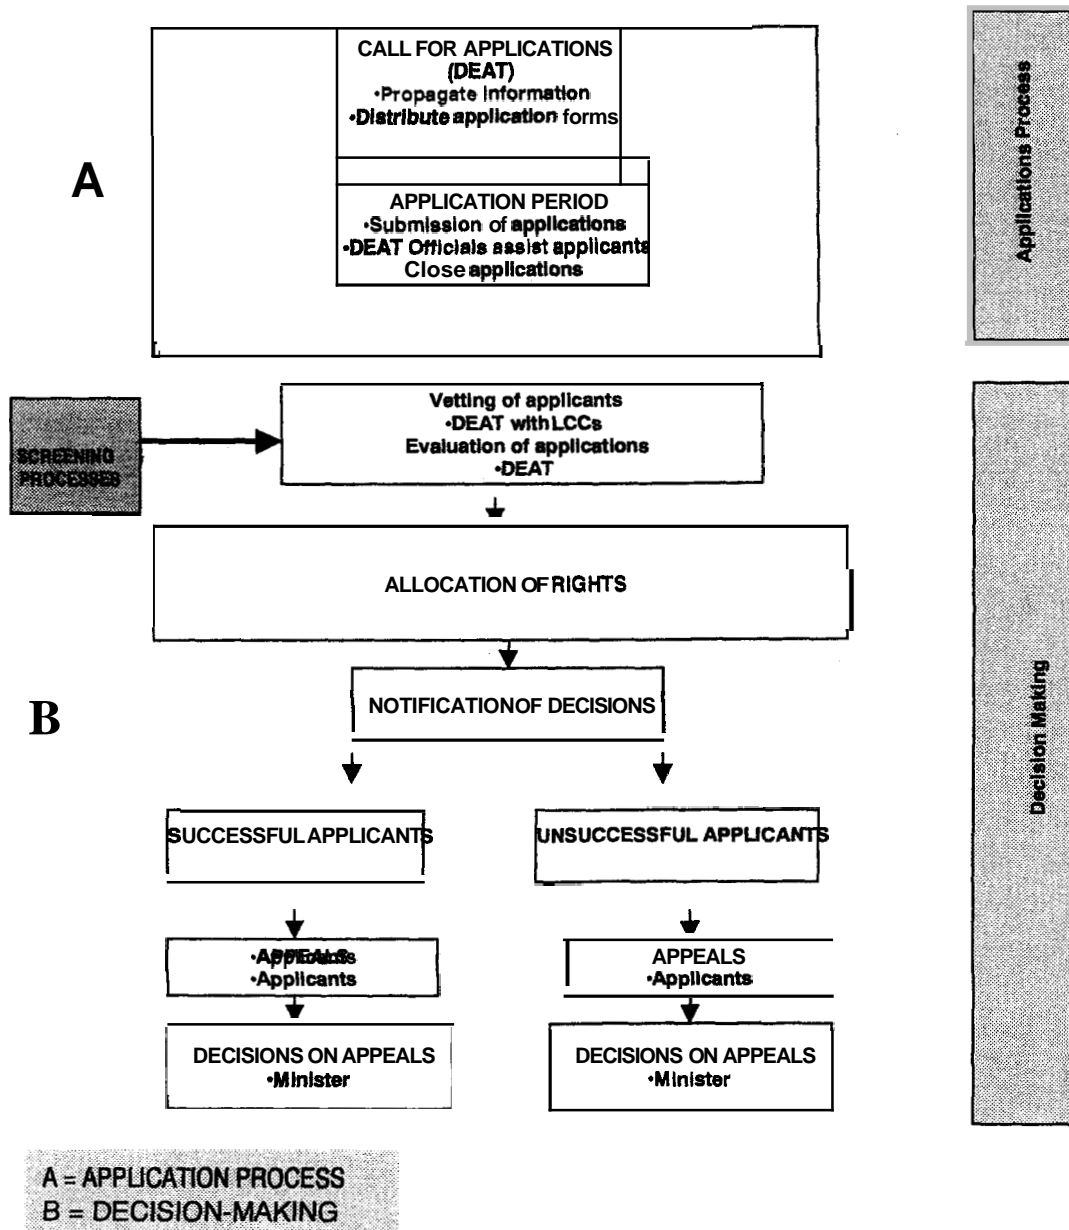 CALL FOR APPLICATIONS
(DEAT)
•Propagate information
•Distribute application forms
A
APPLICATION PERIOD
•Submission of applications
•DEAT Officials assist applicants
Close applications
Applications Process
Vetting of applicants
•DEAT with LCCs
Evaluation of applications
•DEAT
SCREENING
PROCESSES
ALLOCATION OF RIGHTS
NOTIFICATION OF DECISIONS
B
Decision Making
SUCCESSFUL APPLICANTS
UNSUCCESSFUL APPLICANTS
APPEALS
•Applicants
•Applicants
APPEALS
•Applicants
DECISIONS ON APPEALS
•Minister
DECISIONS ON APPEALS
•Minister
A = APPLICATION PROCESS
B = DECISION-MAKING